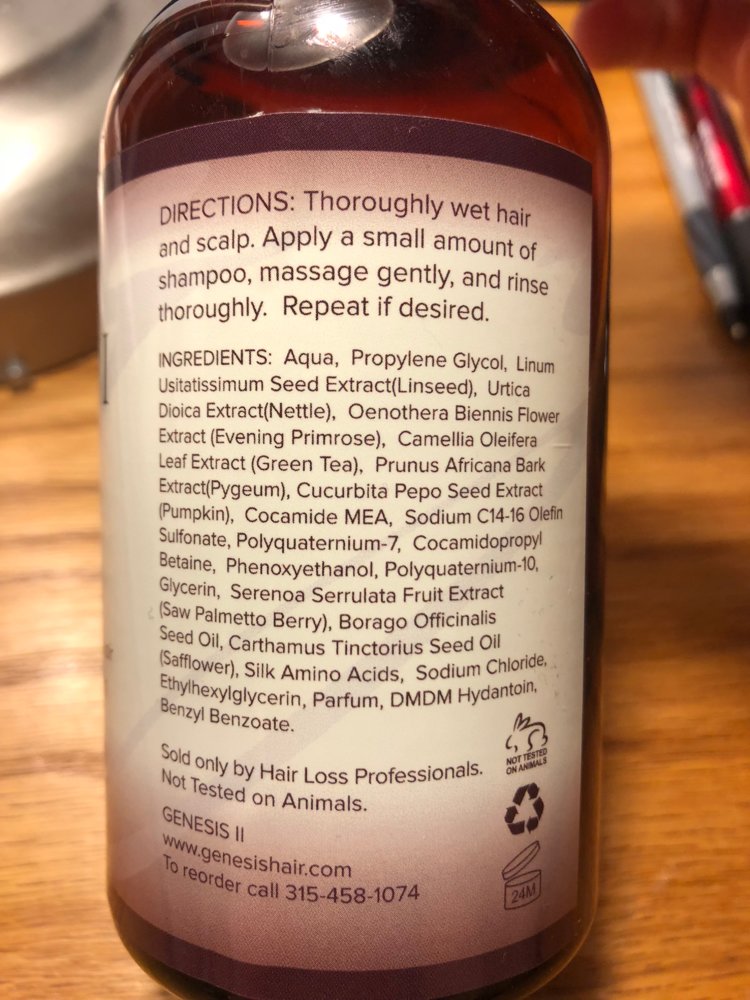 DIRECTIONS: Thoroughly wet hair
and scalp. Apply a small amount of
shampoo, massage gently, and rinse
thoroughly. Repeat if desired.
INGREDIENTS: Aqua, Propylene Glycol, Linum
Usitatissimum Seed Extract(Linseed), Urtica
Dioica Extract(Nettle), Oenothera Biennis Flower
Extract (Evening Primrose), Camellia Oleifera
Leaf Extract (Green Tea), Prunus Africana Bark
Extract(Pygeum), Cucurbita Pepo Seed Extract
(Pumpkin), Cocamide MEA, Sodium C14-16 Olefin
Sulfonate, Polyquaternium-7, Cocamidopropyl
Betaine, Phenoxyethanol, Polyquaternium-10,
Glycerin, Serenoa Serrulata Fruit Extract
(Saw Palmetto Berry), Borago Officinalis
Seed Oil, Carthamus Tinctorius Seed Oil
(Safflower), Silk Amino Acids, Sodium Chloride,
Ethylhexylglycerin, Parfum, DMDM Hydantoin,
Benzyl Benzoate.
Sold only by Hair Loss Professionals.
Not Tested on Animals.
GENESIS II
www.genesishair.com
To reorder call 315-458-1074
NOT TESTED
ON ANIMALS
24M